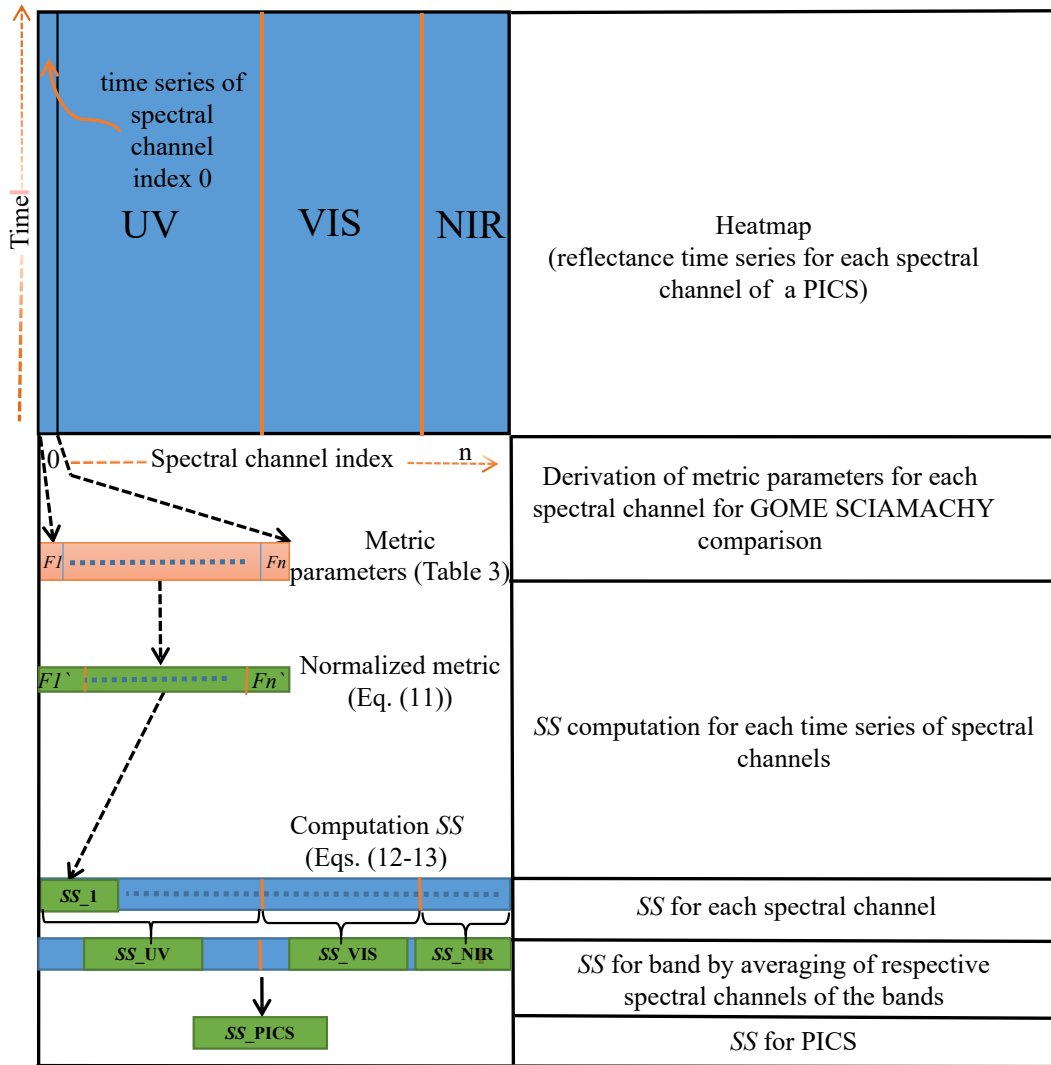 time series of
spectral
channel
index 0
Time
UV
VIS
NIR
Heatmap
(reflectance time series for each spectral
channel of a PICS)
0
Spectral channel index
n
Derivation of metric parameters for each
spectral channel for GOME SCIAMACHY
comparison
F1
Fn
Metric
parameters (Table 3)
F1`
Fn`
Normalized metric
(Eq. (11))
SS computation for each time series of spectral
channels
Computation SS
(Eqs. (12-13)
SS_1
SS for each spectral channel
SS_UV
SS_VIS
SS_NIR
SS for band by averaging of respective
spectral channels of the bands
SS_PICS
SS for PICS